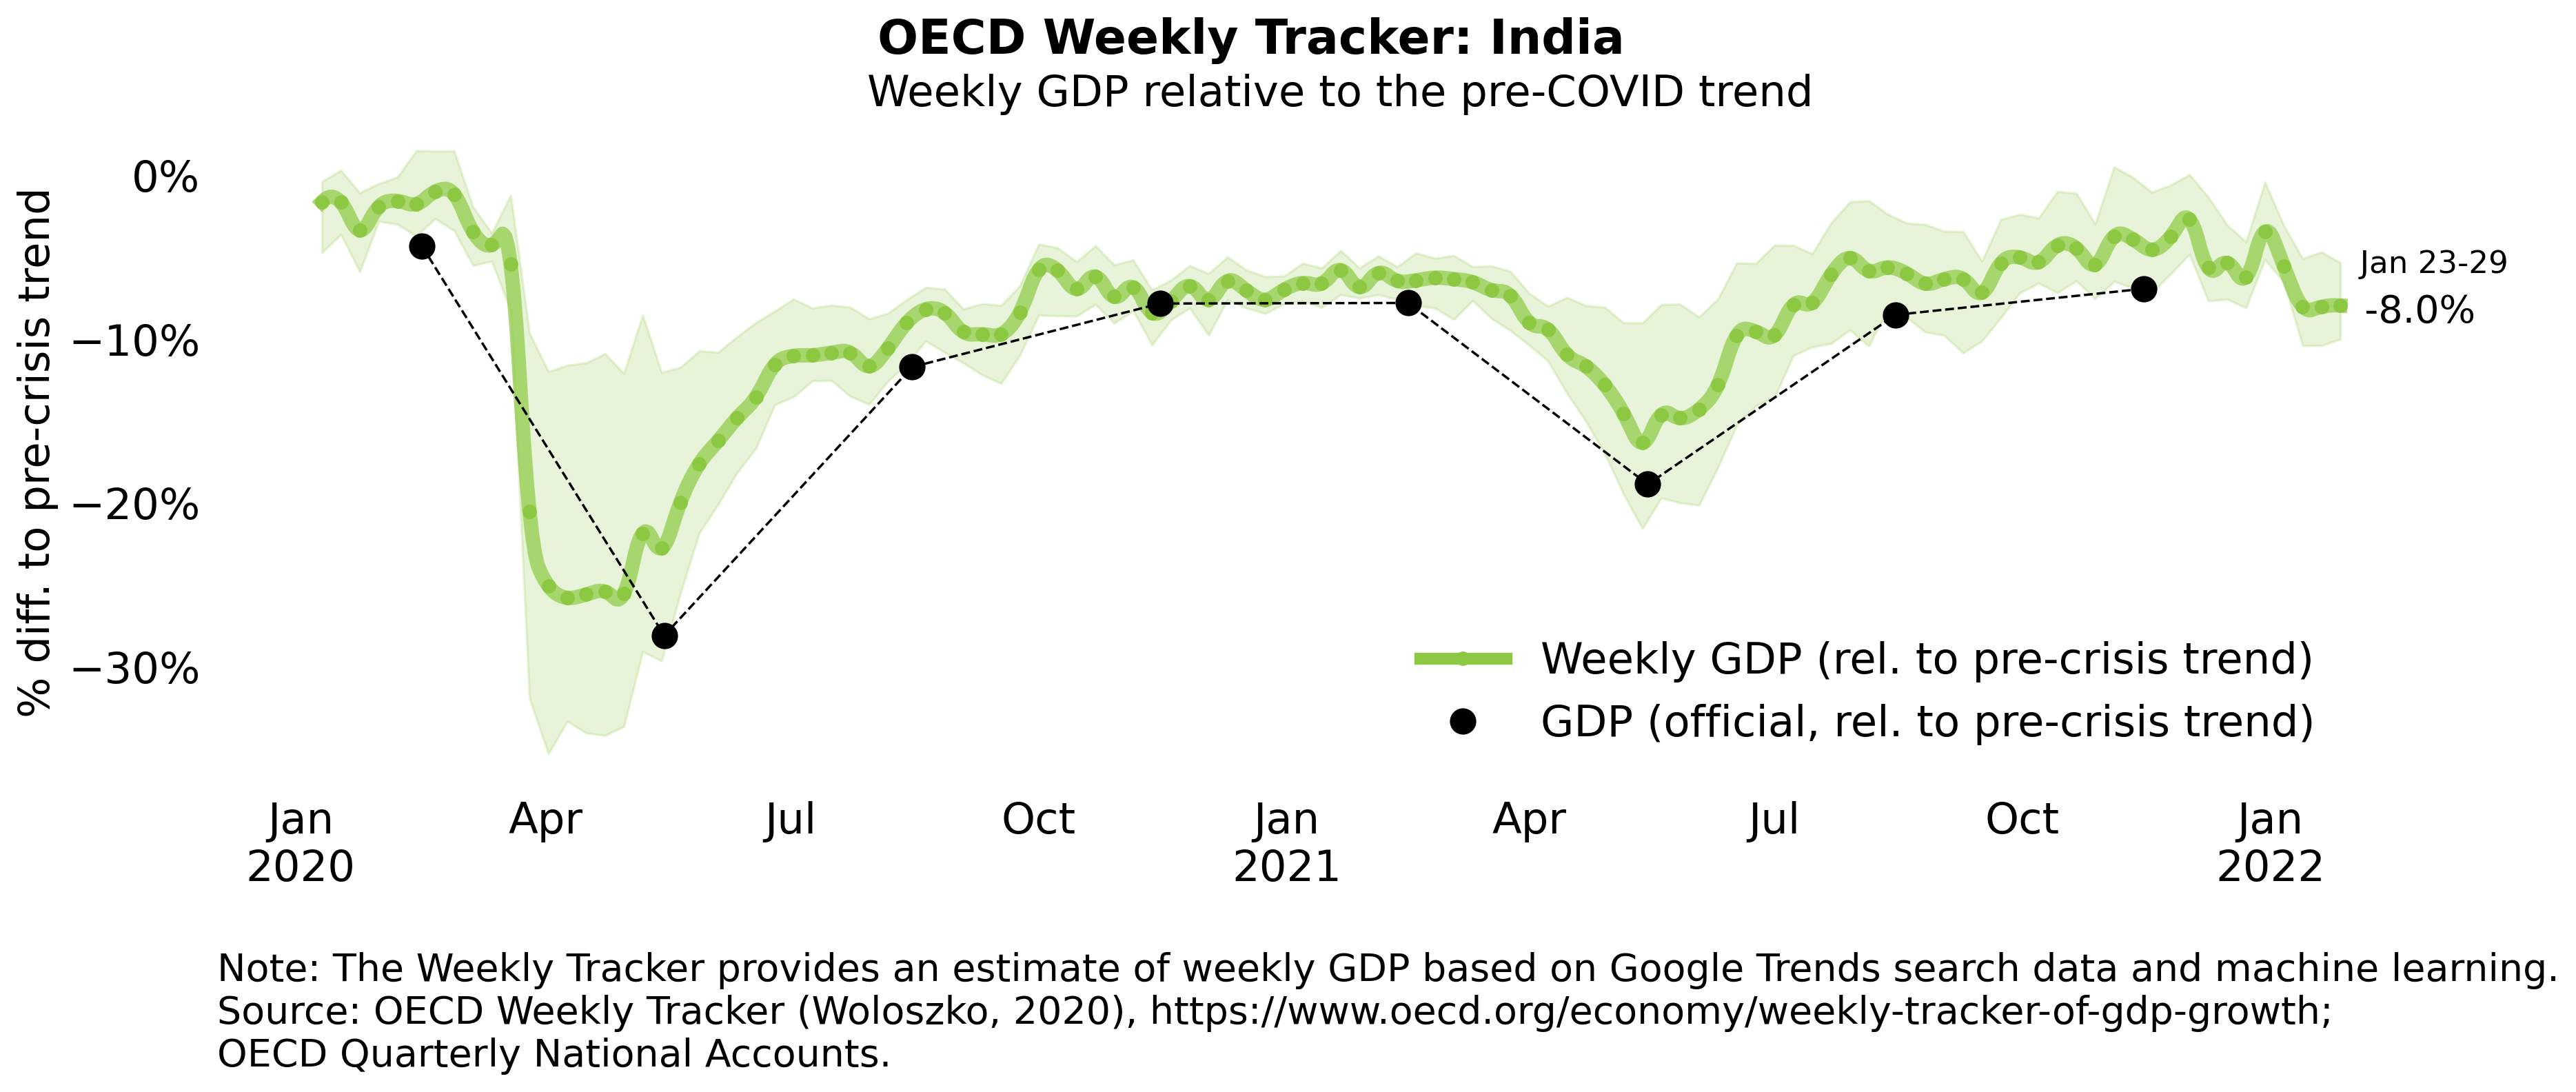 OECD Weekly Tracker: India
Weekly GDP relative to the pre-COVID trend
% diff. to pre-crisis trend
0%
−10%
−20%
−30%
Jan 23-29
-8.0%
Weekly GDP (rel. to pre-crisis trend)
GDP (official, rel. to pre-crisis trend)
Jan Apr Jul Oct Jan Apr Jul Oct Jan
2020 2021 2022
Note: The Weekly Tracker provides an estimate of weekly GDP based on Google Trends search data and machine learning.
Source: OECD Weekly Tracker (Woloszko, 2020), https://www.oecd.org/economy/weekly-tracker-of-gdp-growth;
OECD Quarterly National Accounts.